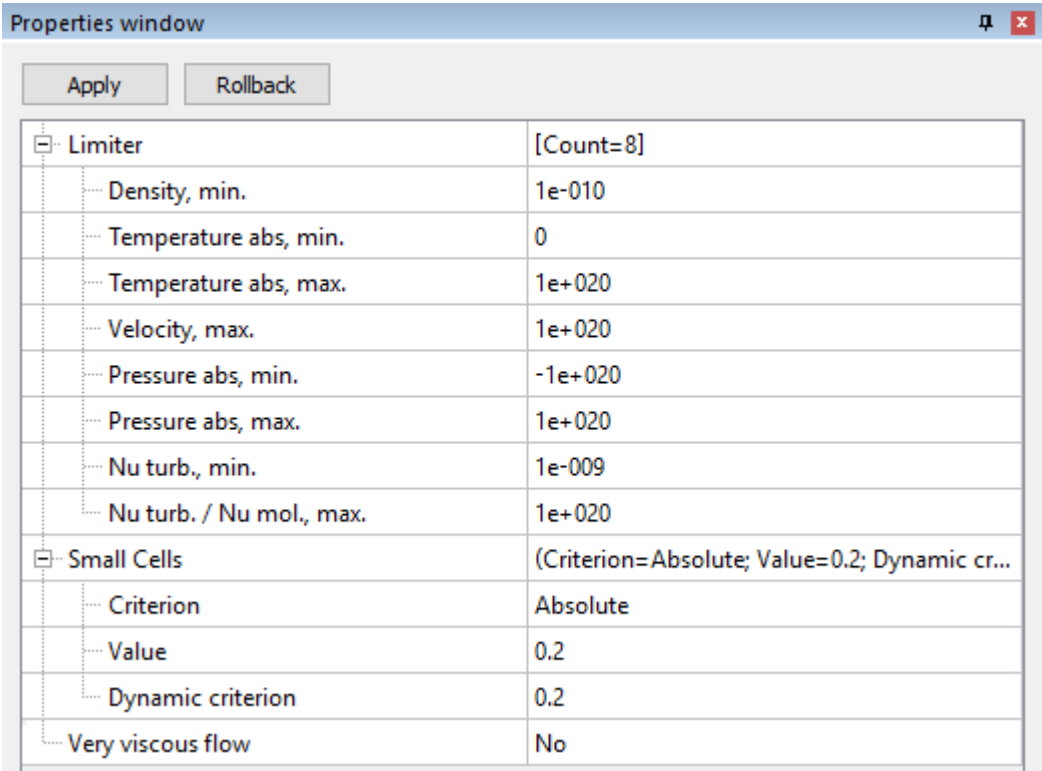 Properties window
Apply Rollback
Limiter [Count=8]
Density, min. 1e-010
Temperature abs, min. 0
Temperature abs, max. 1e+020
Velocity, max. 1e+020
Pressure abs, min. -1e+020
Pressure abs, max. 1e+020
Nu turb., min. 1e-009
Nu turb. / Nu mol., max. 1e+020
Small Cells (Criterion=Absolute; Value=0.2; Dynamic cr...
Criterion Absolute
Value 0.2
Dynamic criterion 0.2
Very viscous flow No